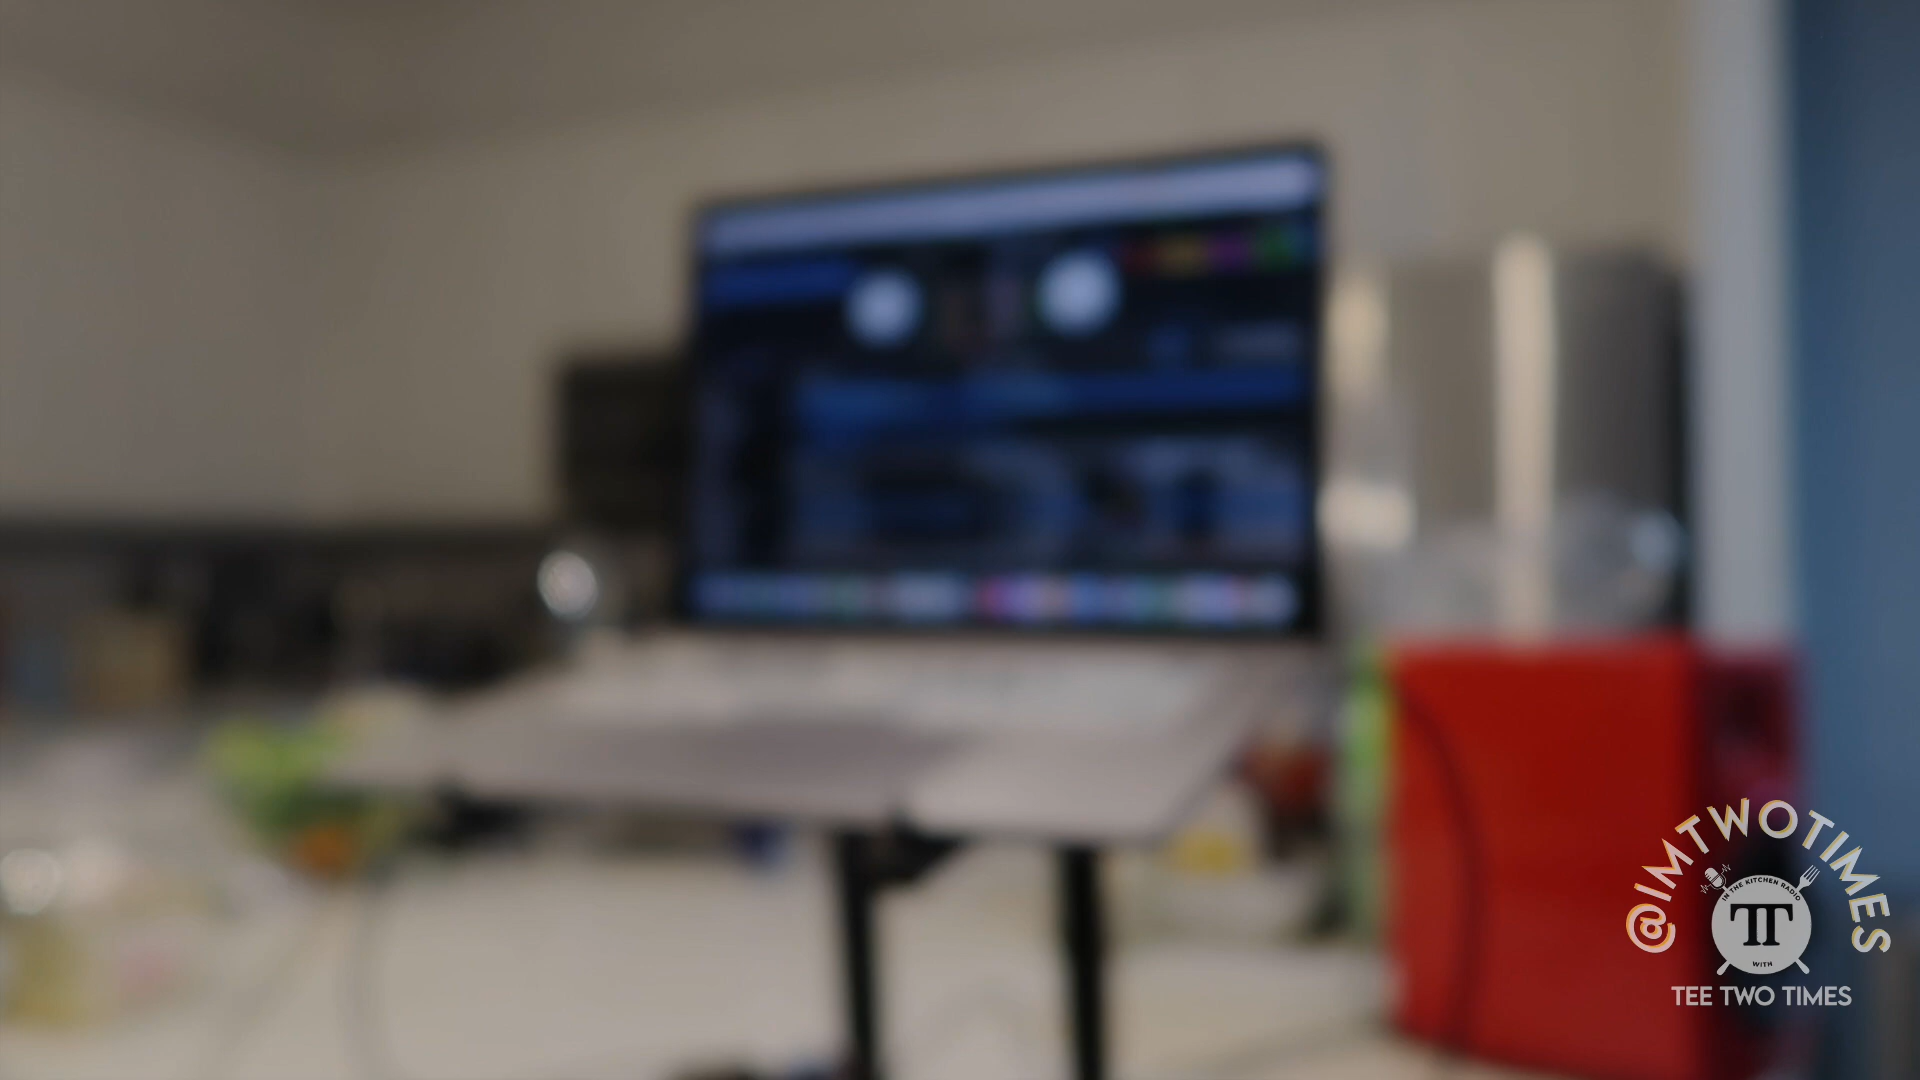 @IMTWOTIMES
IN THE KITCHEN RADIO
TT
WITH
TEE TWO TIMES